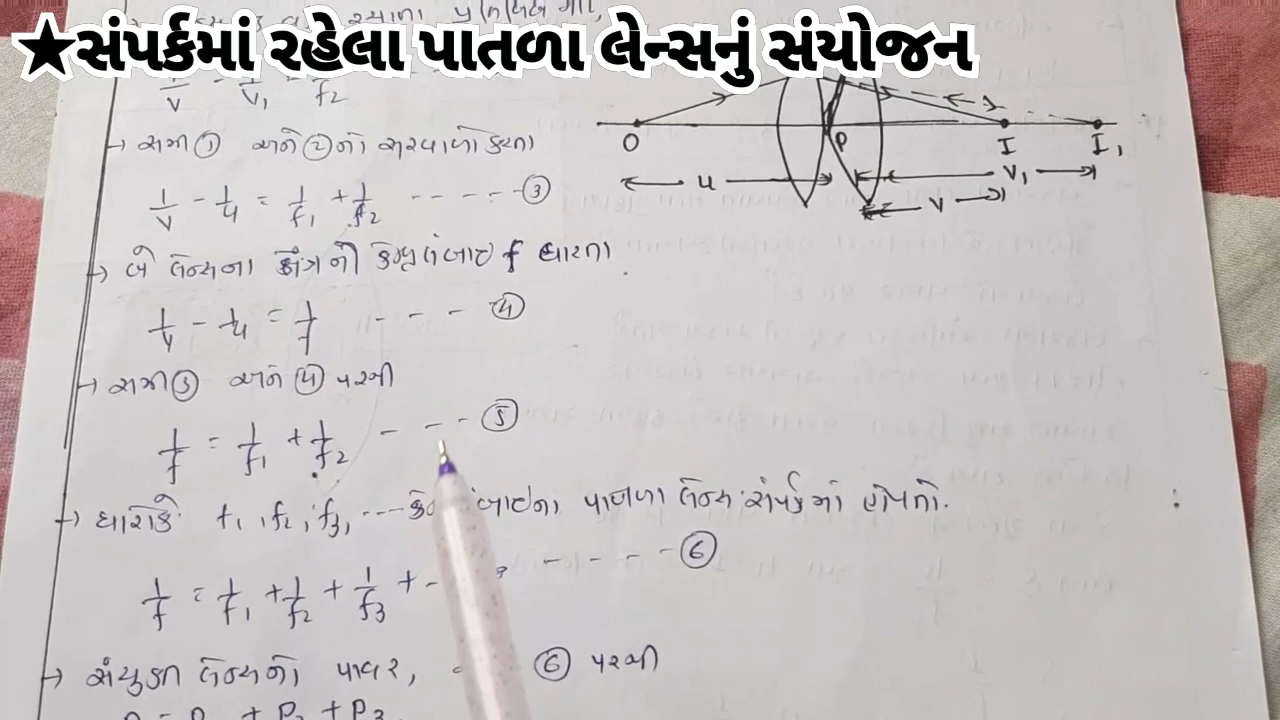 ★સંપર્કમાં રહેલા પાતળા લેન્સનું સંયોજન
1/v - 1/v₁ = 1/f₂
→ સમી ① અને ② નો સરવાળો કરતા
1/v - 1/u = 1/f₁ + 1/f₂ ---- ③
→ બે લેન્સના તંત્રની કેન્દ્રલંબાઈ f ધારતા
1/v - 1/u = 1/f --- ④
→ સમી ③ અને ④ પરથી
1/f = 1/f₁ + 1/f₂ --- ⑤
→ ધારોકે f₁, f₂, f₃, --- પાતળા લેન્સ સંપર્કમાં હોયતો.
1/f = 1/f₁ + 1/f₂ + 1/f₃ + - ---- ⑥
→ સંયુક્ત લેન્સનો પાવર, ⑥ પરથી
+ P₂ + P₃
O P I I₁
u v₁
v